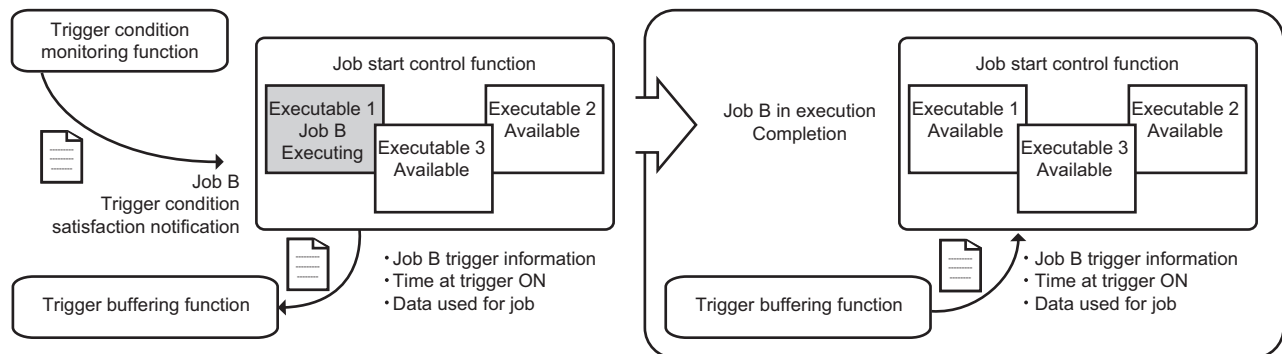 Trigger condition
monitoring function
Job start control function
Executable 1
Job B
Executing
Executable 2
Available
Executable 3
Available
Job B
Trigger condition
satisfaction notification
・Job B trigger information
・Time at trigger ON
・Data used for job
Trigger buffering function
Job B in execution
Completion
Job start control function
Executable 1
Available
Executable 2
Available
Executable 3
Available
・Job B trigger information
・Time at trigger ON
・Data used for job
Trigger buffering function